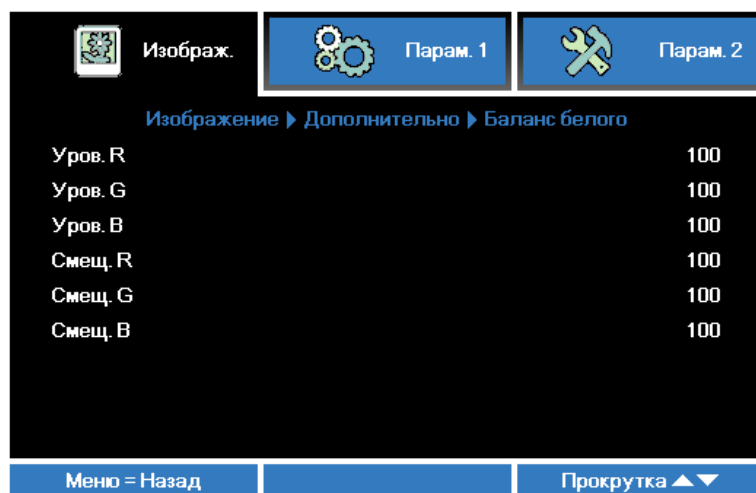 Изображ. Парам. 1 Парам. 2
Изображение ▶ Дополнительно ▶ Баланс белого
Уров. R 100
Уров. G 100
Уров. B 100
Смещ. R 100
Смещ. G 100
Смещ. B 100
Меню = Назад Прокрутка ▲▼